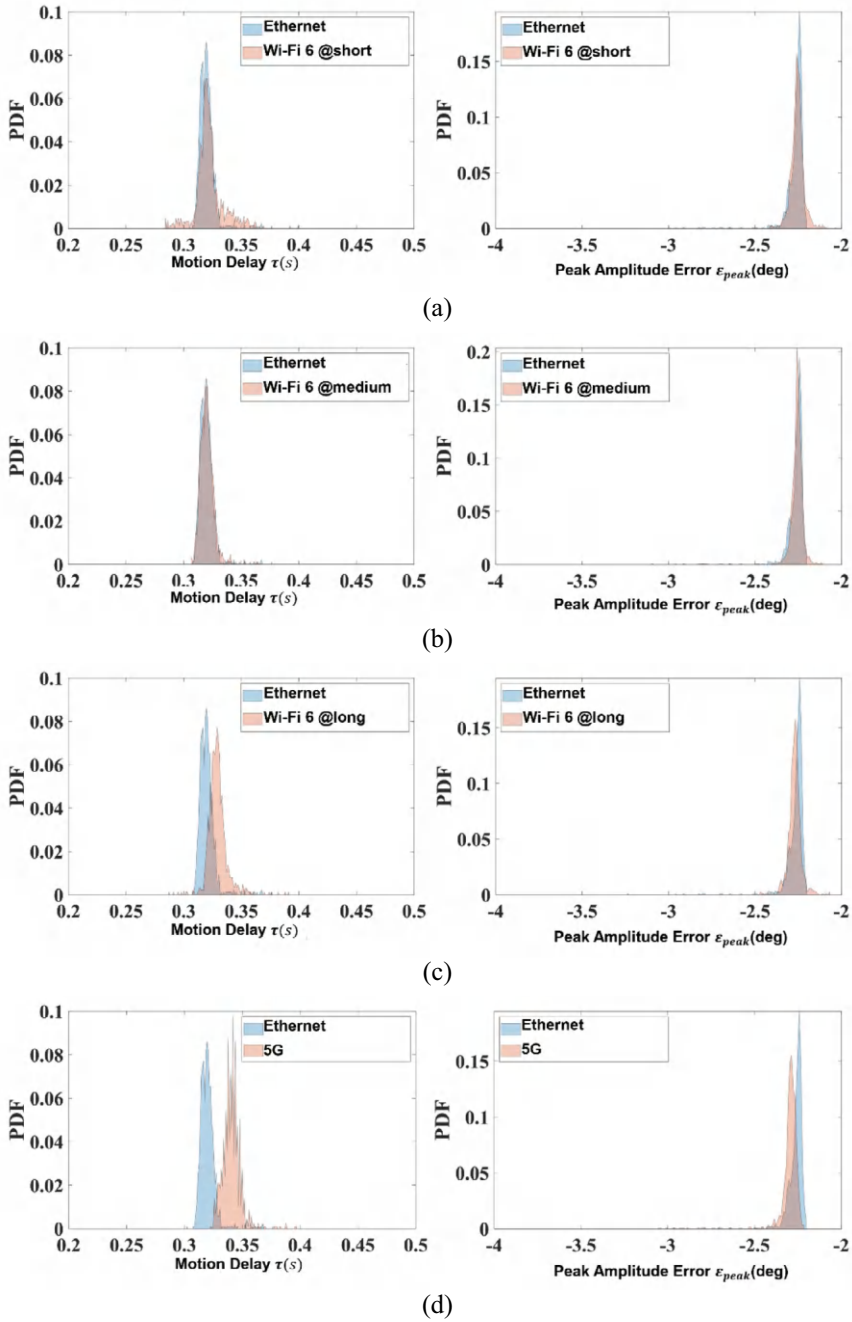 0.1
0.08
0.06
0.04
0.02
0
PDF
Ethernet
Wi-Fi 6 @short
0.2 0.25 0.3 0.35 0.4 0.45 0.5
Motion Delay τ(s)
0.15
0.1
0.05
0
PDF
Ethernet
Wi-Fi 6 @short
-4 -3.5 -3 -2.5 -2
Peak Amplitude Error ε_peak(deg)
(a)
0.1
0.08
0.06
0.04
0.02
0
PDF
Ethernet
Wi-Fi 6 @medium
0.2 0.25 0.3 0.35 0.4 0.45 0.5
Motion Delay τ(s)
0.2
0.15
0.1
0.05
0
PDF
Ethernet
Wi-Fi 6 @medium
-4 -3.5 -3 -2.5 -2
Peak Amplitude Error ε_peak(deg)
(b)
0.1
0.08
0.06
0.04
0.02
0
PDF
Ethernet
Wi-Fi 6 @long
0.2 0.25 0.3 0.35 0.4 0.45 0.5
Motion Delay τ(s)
0.15
0.1
0.05
0
PDF
Ethernet
Wi-Fi 6 @long
-4 -3.5 -3 -2.5 -2
Peak Amplitude Error ε_peak(deg)
(c)
0.1
0.08
0.06
0.04
0.02
0
PDF
Ethernet
5G
0.2 0.25 0.3 0.35 0.4 0.45 0.5
Motion Delay τ(s)
0.15
0.1
0.05
0
PDF
Ethernet
5G
-4 -3.5 -3 -2.5 -2
Peak Amplitude Error ε_peak(deg)
(d)